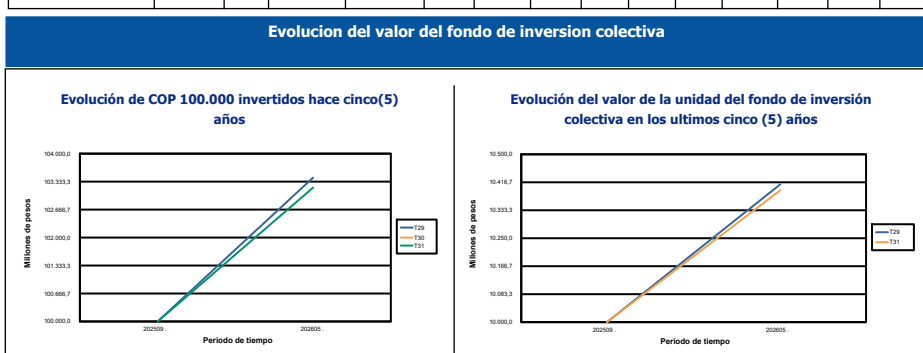 Evolucion del valor del fondo de inversion colectiva
Evolución de COP 100.000 invertidos hace cinco(5)
años
104.000,0
103.333,3
102.666,7
102.000,0
101.333,3
100.666,7
100.000,0
Millones de pesos
202509 .
202605 .
Periodo de tiempo
T29
T30
T31
Evolución del valor de la unidad del fondo de inversión
colectiva en los ultimos cinco (5) años
10.500,0
10.416,7
10.333,3
10.250,0
10.166,7
10.083,3
10.000,0
Millones de pesos
202509 .
202605 .
Periodo de tiempo
T29
T31